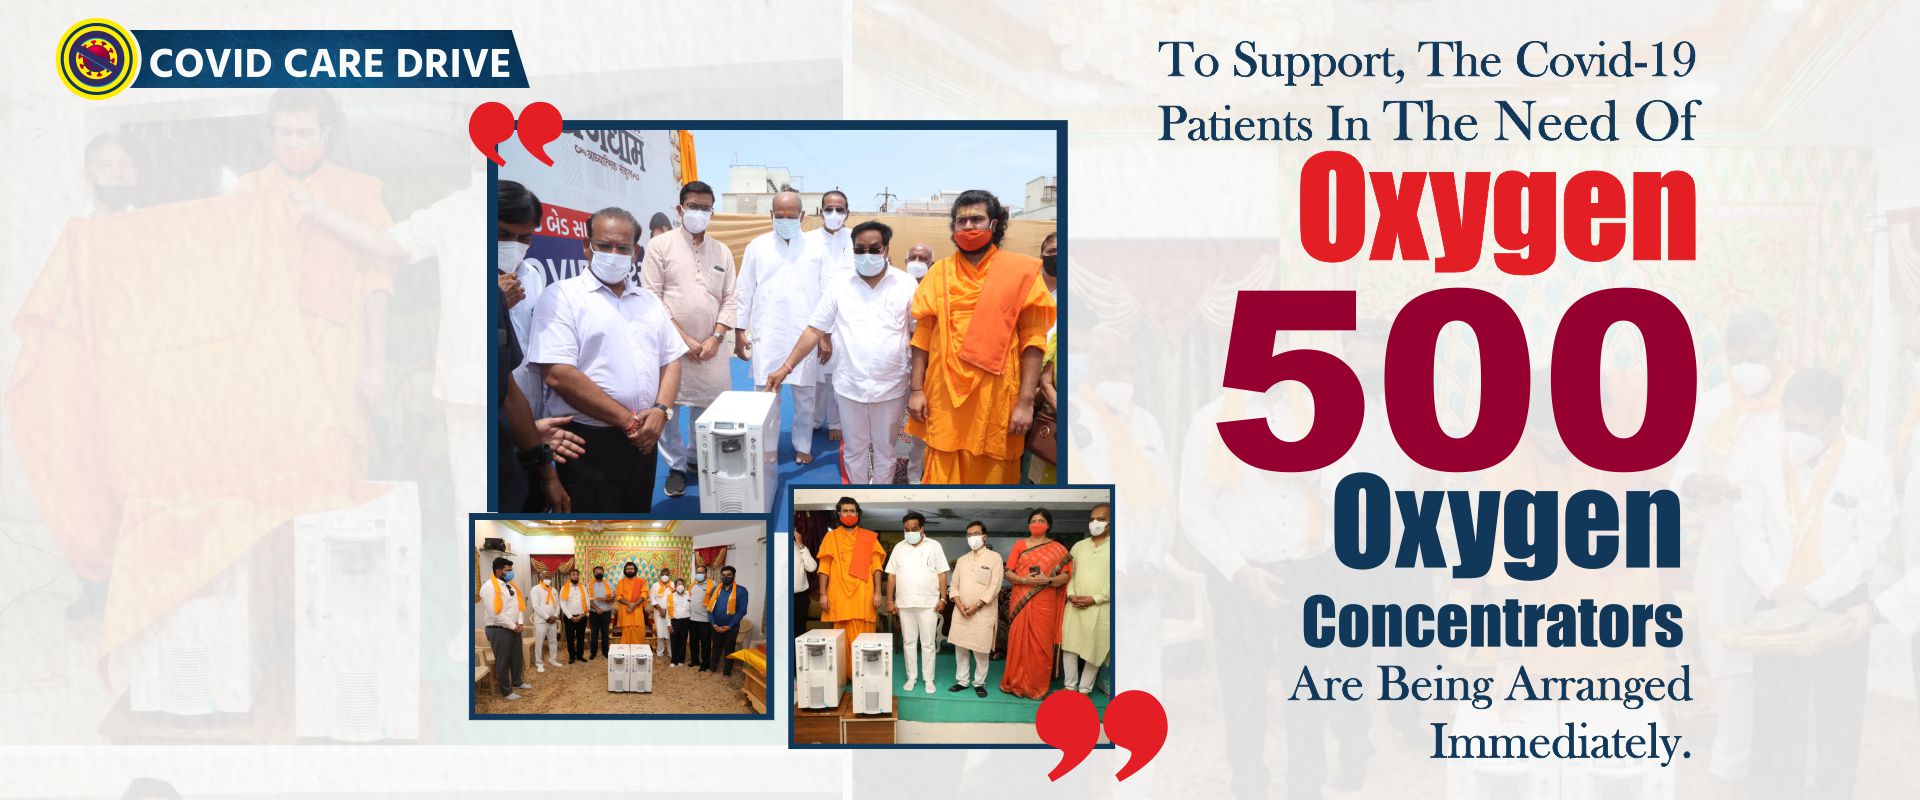 COVID CARE DRIVE
To Support, The Covid-19
Patients In The Need Of
Oxygen
500
Oxygen
Concentrators
Are Being Arranged
Immediately.
આધ્યાત્મિક સંકુલ
બેડ